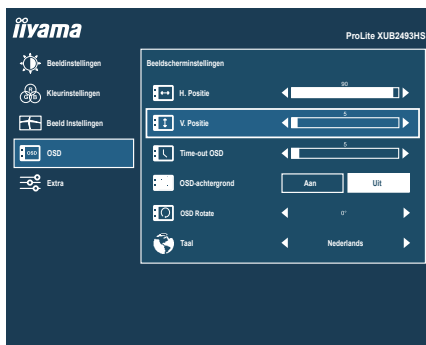 iiyama
ProLite XUB2493HS
Beeldinstellingen
Kleurinstellingen
Beeld Instellingen
OSD
Extra
Beeldscherminstellingen
H. Positie
90
V. Positie
5
Time-out OSD
5
OSD-achtergrond
Aan
Uit
OSD Rotate
0°
Taal
Nederlands